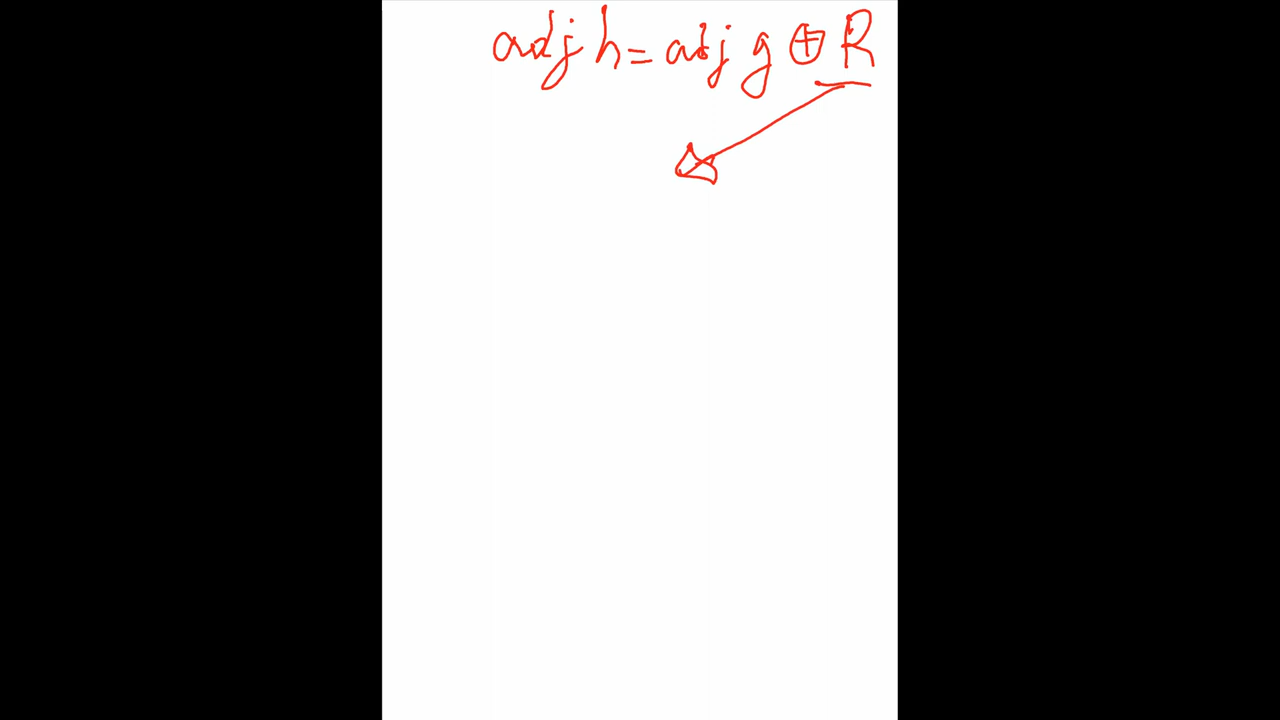 adj h = adj g ⊕ R